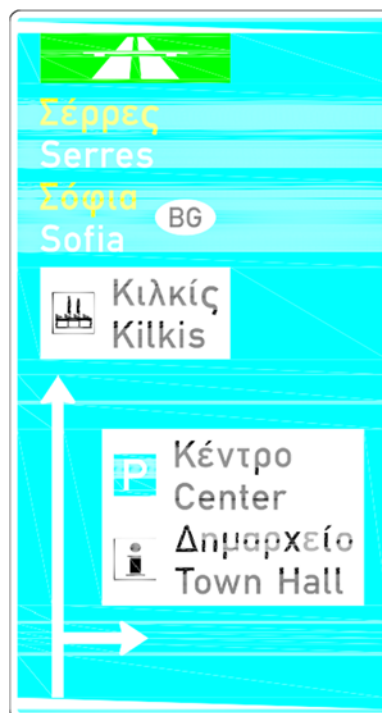 Σέρρες
Serres
Σόφια
BG
Sofia
Κιλκίς
Kilkis
P
Κέντρο
Center
i
Δημαρχείο
Town Hall